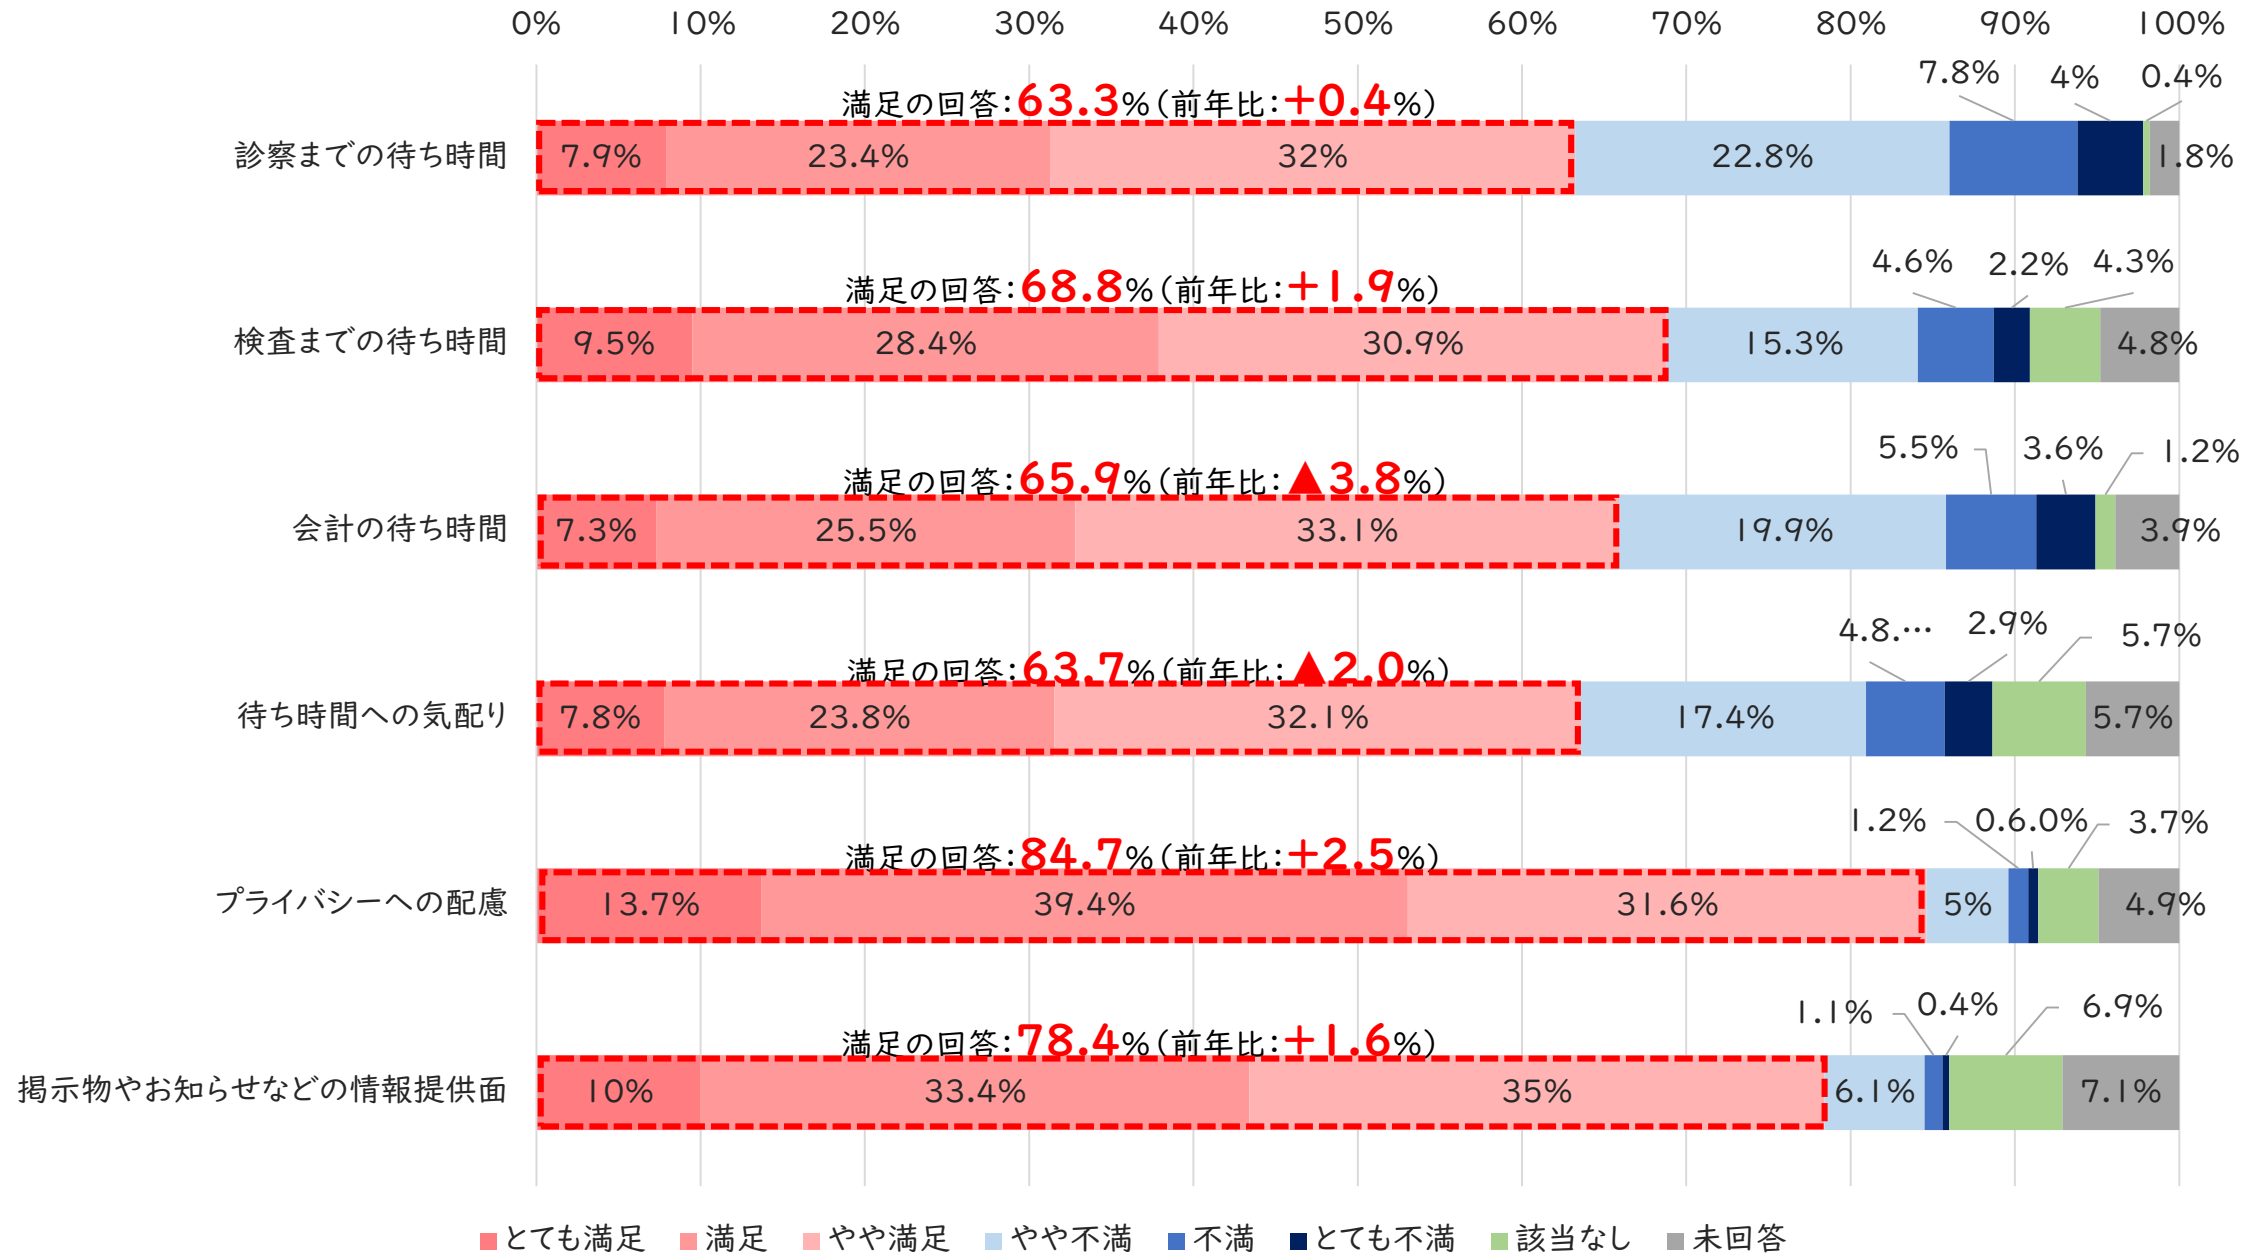 0% 10% 20% 30% 40% 50% 60% 70% 80% 90% 100%
7.8% 4% 0.4%
満足の回答：63.3%（前年比：+0.4%）
診察までの待ち時間 7.9% 23.4% 32% 22.8% 1.8%
4.6% 2.2% 4.3%
満足の回答：68.8%（前年比：+1.9%）
検査までの待ち時間 9.5% 28.4% 30.9% 15.3% 4.8%
5.5% 3.6% 1.2%
満足の回答：65.9%（前年比：▲3.8%）
会計の待ち時間 7.3% 25.5% 33.1% 19.9% 3.9%
4.8.… 2.9% 5.7%
満足の回答：63.7%（前年比：▲2.0%）
待ち時間への気配り 7.8% 23.8% 32.1% 17.4% 5.7%
1.2% 0.6.0% 3.7%
満足の回答：84.7%（前年比：+2.5%）
プライバシーへの配慮 13.7% 39.4% 31.6% 5% 4.9%
1.1% 0.4% 6.9%
満足の回答：78.4%（前年比：+1.6%）
掲示物やお知らせなどの情報提供面 10% 33.4% 35% 6.1% 7.1%
とても満足 満足 やや満足 やや不満 不満 とても不満 該当なし 未回答